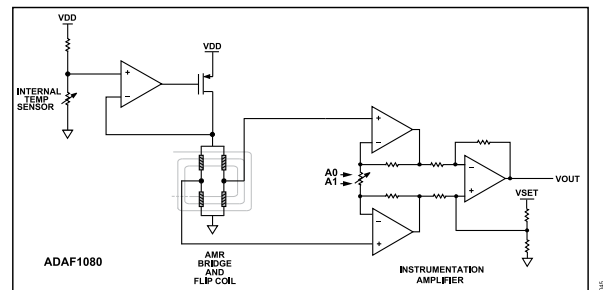 VDD
VDD
INTERNAL
TEMP
SENSOR
+
−
A0
A1
+
−
−
+
−
+
VOUT
VSET
ADAF1080
AMR
BRIDGE
AND
FLIP COIL
INSTRUMENTATION
AMPLIFIER